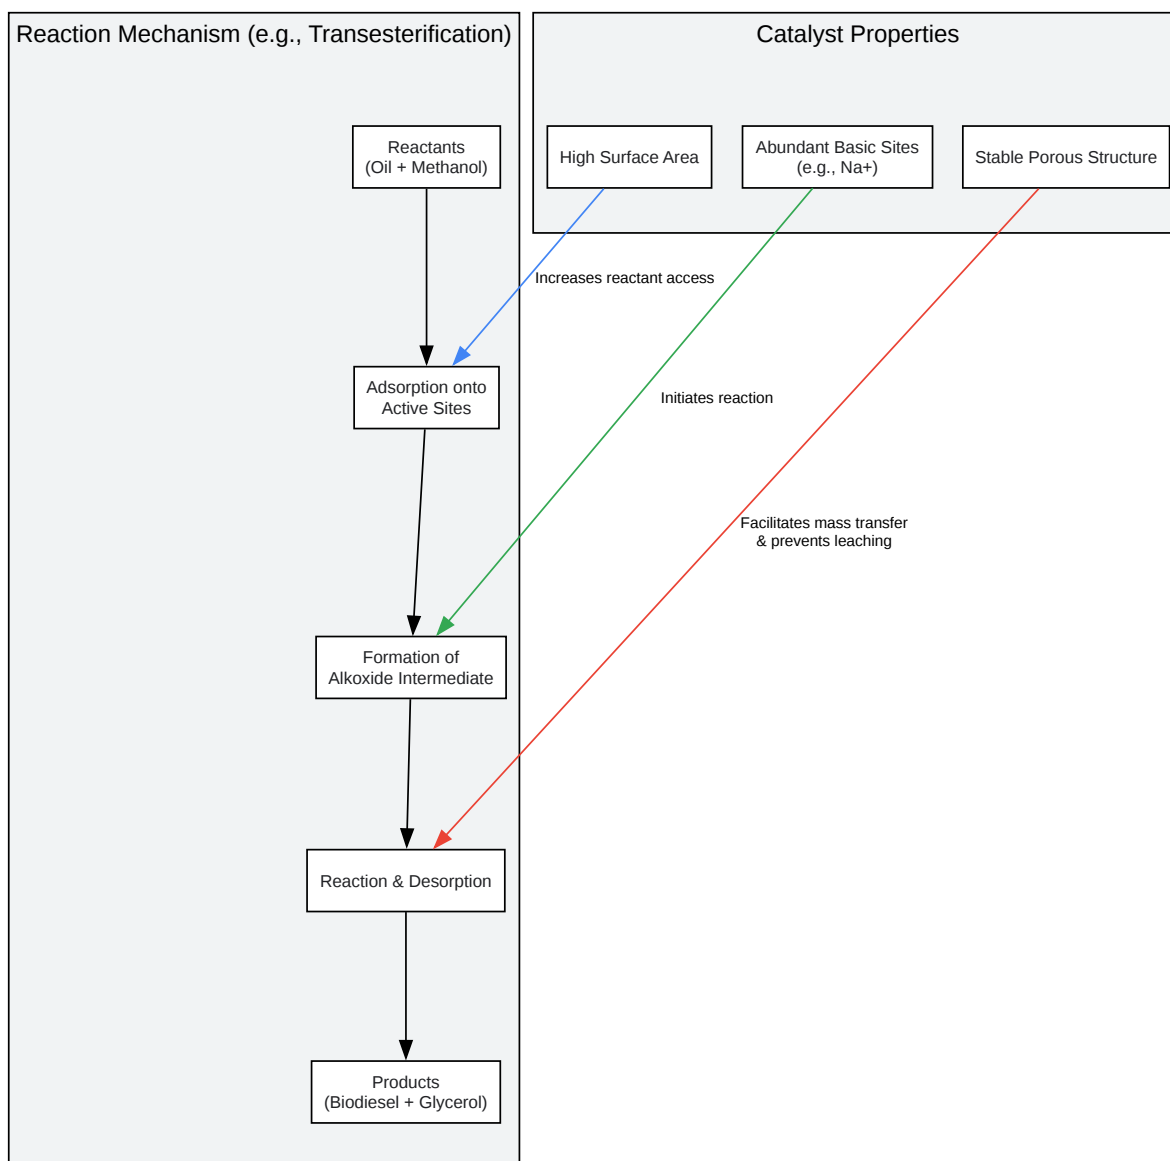 Reaction Mechanism (e.g., Transesterification)
Catalyst Properties
Reactants
(Oil + Methanol)
High Surface Area
Abundant Basic Sites
(e.g., Na+)
Stable Porous Structure
Increases reactant access
Adsorption onto
Active Sites
Initiates reaction
Facilitates mass transfer
& prevents leaching
Formation of
Alkoxide Intermediate
Reaction & Desorption
Products
(Biodiesel + Glycerol)